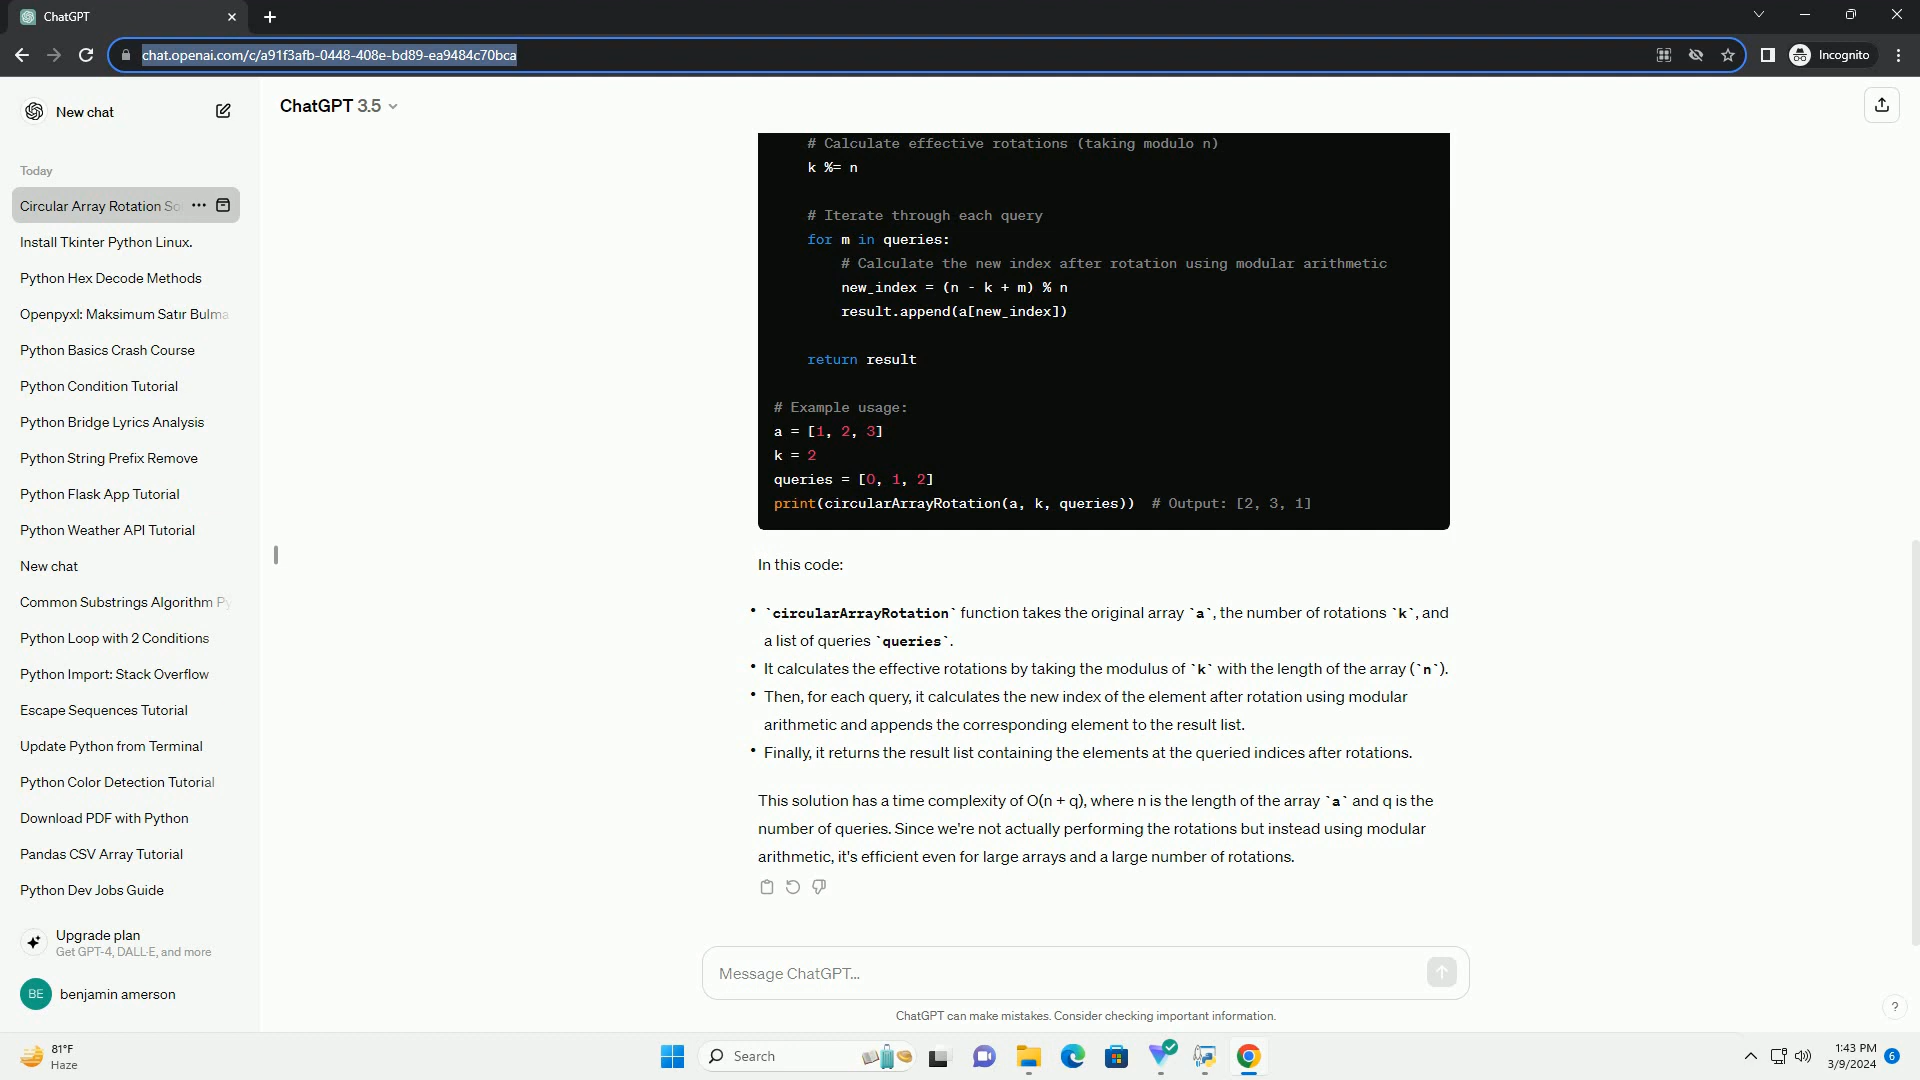 ChatGPT
chat.openai.com/c/a91f3afb-0448-408e-bd89-ea9484c70bca
Incognito
New chat
ChatGPT 3.5
Today
Circular Array Rotation So
Install Tkinter Python Linux.
Python Hex Decode Methods
Openpyxl: Maksimum Satır Bulma
Python Basics Crash Course
Python Condition Tutorial
Python Bridge Lyrics Analysis
Python String Prefix Remove
Python Flask App Tutorial
Python Weather API Tutorial
New chat
Common Substrings Algorithm Py
Python Loop with 2 Conditions
Python Import: Stack Overflow
Escape Sequences Tutorial
Update Python from Terminal
Python Color Detection Tutorial
Download PDF with Python
Pandas CSV Array Tutorial
Python Dev Jobs Guide
Upgrade plan
Get GPT-4, DALL·E, and more
BE benjamin amerson
# Calculate effective rotations (taking modulo n)
k %= n
# Iterate through each query
for m in queries:
# Calculate the new index after rotation using modular arithmetic
new_index = (n - k + m) % n
result.append(a[new_index])
return result
# Example usage:
a = [1, 2, 3]
k = 2
queries = [0, 1, 2]
print(circularArrayRotation(a, k, queries))  # Output: [2, 3, 1]
In this code:
• `circularArrayRotation` function takes the original array `a`, the number of rotations `k`, and
a list of queries `queries`.
• It calculates the effective rotations by taking the modulus of `k` with the length of the array (`n`).
• Then, for each query, it calculates the new index of the element after rotation using modular
arithmetic and appends the corresponding element to the result list.
• Finally, it returns the result list containing the elements at the queried indices after rotations.
This solution has a time complexity of O(n + q), where n is the length of the array `a` and q is the
number of queries. Since we're not actually performing the rotations but instead using modular
arithmetic, it's efficient even for large arrays and a large number of rotations.
Message ChatGPT...
ChatGPT can make mistakes. Consider checking important information.
?
81°F
Haze
Search
1:43 PM
3/9/2024
6